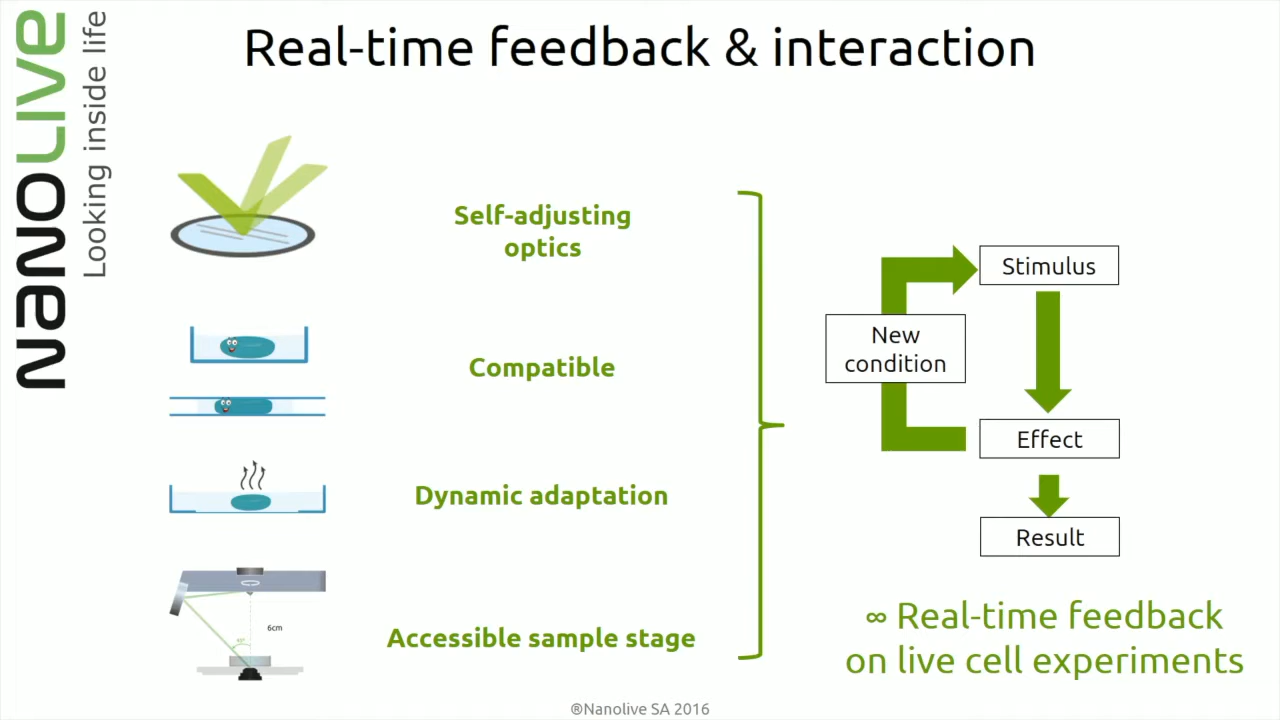 NANOLIVE
Looking inside life
Real-time feedback & interaction
Self-adjusting
optics
Compatible
Dynamic adaptation
6cm
45°
Accessible sample stage
Stimulus
New
condition
Effect
Result
∞ Real-time feedback
on live cell experiments
®Nanolive SA 2016